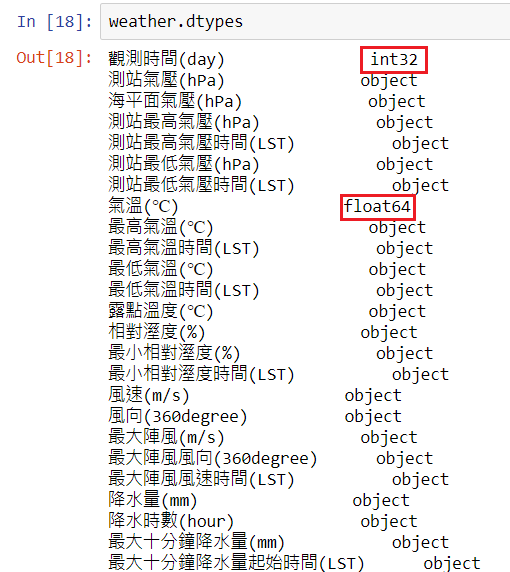 In [18]: weather.dtypes
Out[18]: 觀測時間(day) int32
測站氣壓(hPa) object
海平面氣壓(hPa) object
測站最高氣壓(hPa) object
測站最高氣壓時間(LST) object
測站最低氣壓(hPa) object
測站最低氣壓時間(LST) object
氣溫(℃) float64
最高氣溫(℃) object
最高氣溫時間(LST) object
最低氣溫(℃) object
最低氣溫時間(LST) object
露點溫度(℃) object
相對溼度(%) object
最小相對溼度(%) object
最小相對溼度時間(LST) object
風速(m/s) object
風向(360degree) object
最大陣風(m/s) object
最大陣風風向(360degree) object
最大陣風風速時間(LST) object
降水量(mm) object
降水時數(hour) object
最大十分鐘降水量(mm) object
最大十分鐘降水量起始時間(LST) object